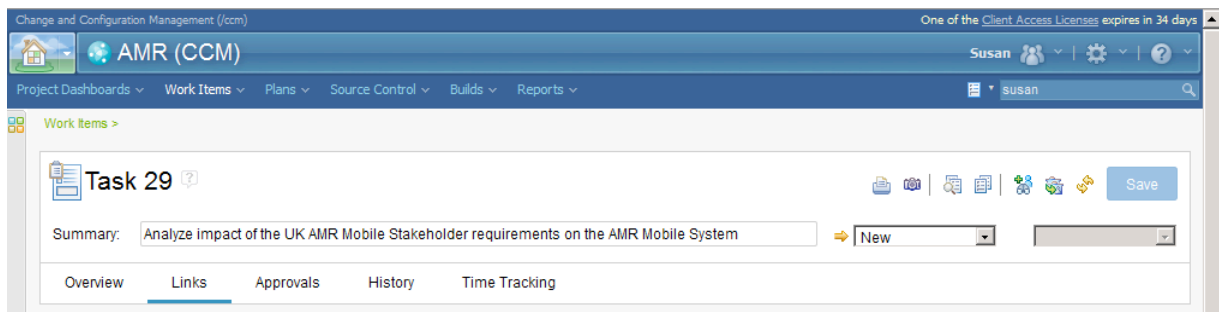 Change and Configuration Management (/ccm) One of the Client Access Licenses expires in 34 days
AMR (CCM) Susan
Project Dashboards Work Items Plans Source Control Builds Reports susan
Work Items >
Task 29 ? Save
Summary: Analyze impact of the UK AMR Mobile Stakeholder requirements on the AMR Mobile System New
Overview Links Approvals History Time Tracking